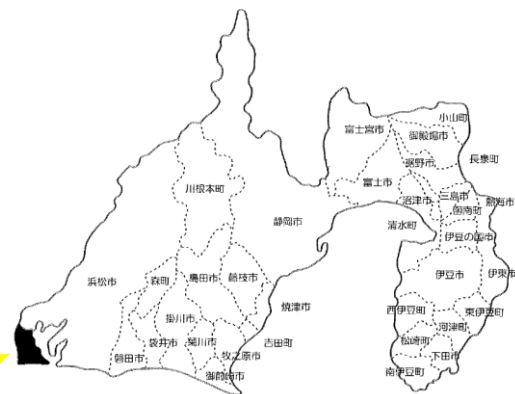 小山町
富士宮市
御殿場市
裾野市
長泉町
富士市
川根本町
沼津市
三島市
函南町
熱海市
静岡市
清水町
伊豆の国市
浜松市
森町
島田市
藤枝市
伊豆市
伊東市
掛川市
焼津市
西伊豆町
東伊豆町
河津町
磐田市
袋井市
菊川市
吉田町
松崎町
下田市
牧之原市
御前崎市
南伊豆町